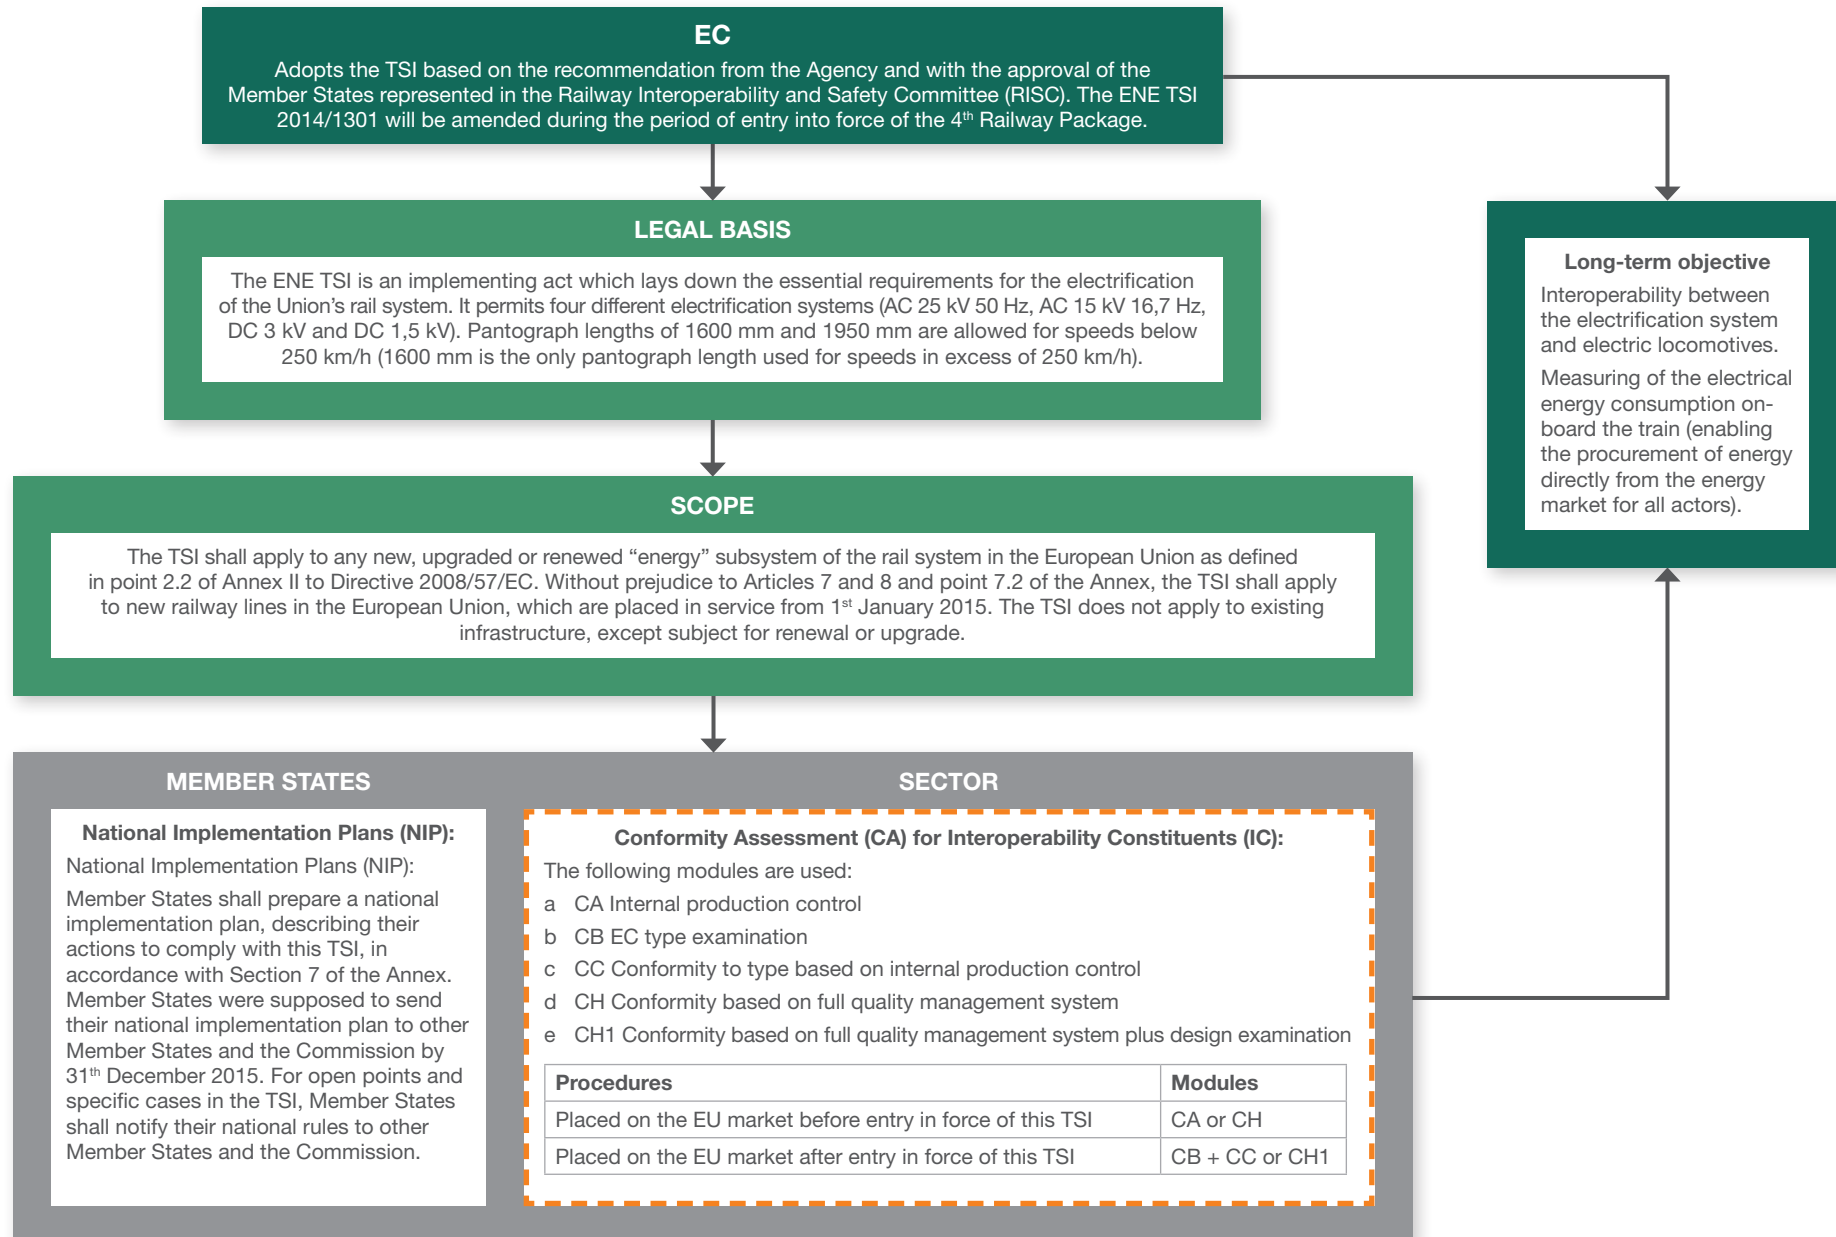 EC
Adopts the TSI based on the recommendation from the Agency and with the approval of the
Member States represented in the Railway Interoperability and Safety Committee (RISC). The ENE TSI
2014/1301 will be amended during the period of entry into force of the 4th Railway Package.
LEGAL BASIS
The ENE TSI is an implementing act which lays down the essential requirements for the electrification
of the Union’s rail system. It permits four different electrification systems (AC 25 kV 50 Hz, AC 15 kV 16,7 Hz,
DC 3 kV and DC 1,5 kV). Pantograph lengths of 1600 mm and 1950 mm are allowed for speeds below
250 km/h (1600 mm is the only pantograph length used for speeds in excess of 250 km/h).
Long-term objective
Interoperability between
the electrification system
and electric locomotives.
Measuring of the electrical
energy consumption on-
board the train (enabling
the procurement of energy
directly from the energy
market for all actors).
SCOPE
The TSI shall apply to any new, upgraded or renewed “energy” subsystem of the rail system in the European Union as defined
in point 2.2 of Annex II to Directive 2008/57/EC. Without prejudice to Articles 7 and 8 and point 7.2 of the Annex, the TSI shall apply
to new railway lines in the European Union, which are placed in service from 1st January 2015. The TSI does not apply to existing
infrastructure, except subject for renewal or upgrade.
MEMBER STATES
National Implementation Plans (NIP):
National Implementation Plans (NIP):
Member States shall prepare a national
implementation plan, describing their
actions to comply with this TSI, in
accordance with Section 7 of the Annex.
Member States were supposed to send
their national implementation plan to other
Member States and the Commission by
31th December 2015. For open points and
specific cases in the TSI, Member States
shall notify their national rules to other
Member States and the Commission.
SECTOR
Conformity Assessment (CA) for Interoperability Constituents (IC):
The following modules are used:
a CA Internal production control
b CB EC type examination
c CC Conformity to type based on internal production control
d CH Conformity based on full quality management system
e CH1 Conformity based on full quality management system plus design examination
Procedures Modules
Placed on the EU market before entry in force of this TSI CA or CH
Placed on the EU market after entry in force of this TSI CB + CC or CH1